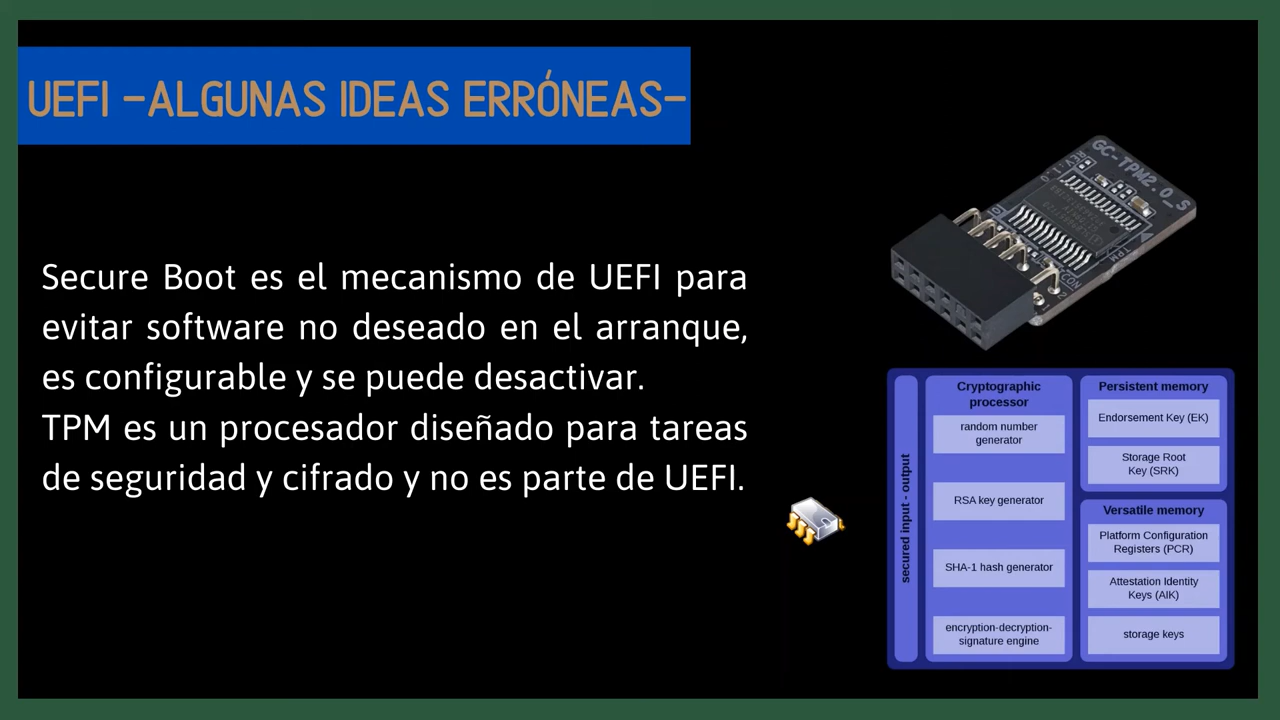 UEFI -ALGUNAS IDEAS ERRÓNEAS-
Secure Boot es el mecanismo de UEFI para
evitar software no deseado en el arranque,
es configurable y se puede desactivar.
TPM es un procesador diseñado para tareas
de seguridad y cifrado y no es parte de UEFI.
GC-TPM2.0_S
secured input - output
Cryptographic
processor
random number
generator
RSA key generator
SHA-1 hash generator
encryption-decryption-
signature engine
Persistent memory
Endorsement Key (EK)
Storage Root
Key (SRK)
Versatile memory
Platform Configuration
Registers (PCR)
Attestation Identity
Keys (AIK)
storage keys